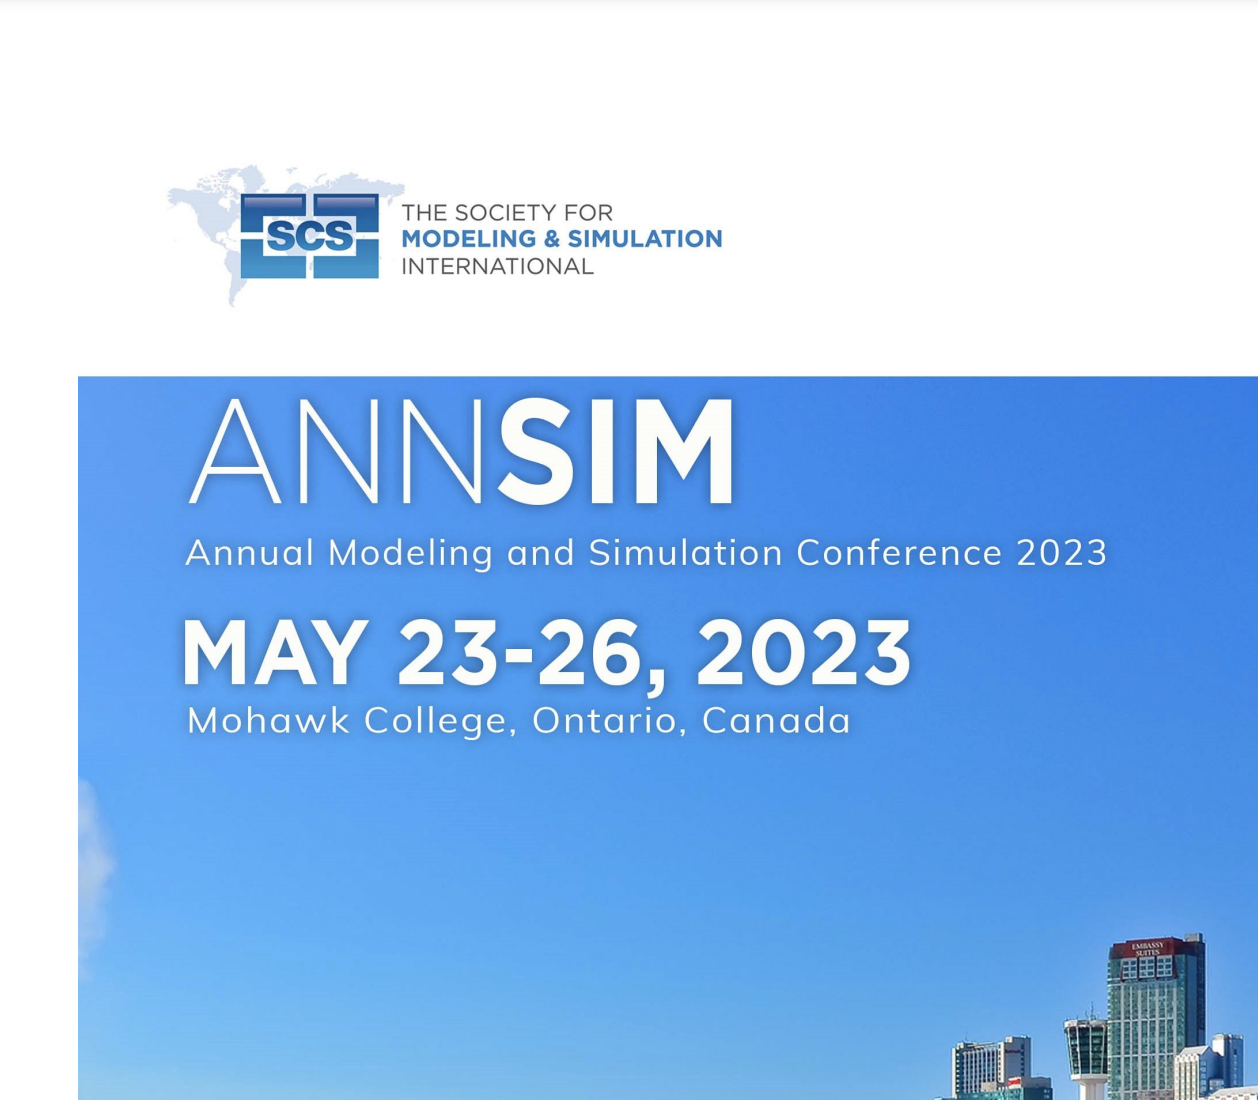 SCS
THE SOCIETY FOR
MODELING & SIMULATION
INTERNATIONAL
ANNSIM
Annual Modeling and Simulation Conference 2023
MAY 23-26, 2023
Mohawk College, Ontario, Canada
EMBASSY
SUITES